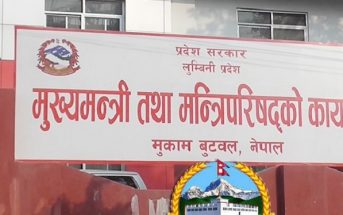 प्रदेश सरकार
लुम्बिनी प्रदेश
मुख्यमन्त्री तथा मन्त्रिपरिषद्को
मुकाम बुटवल, नेपाल